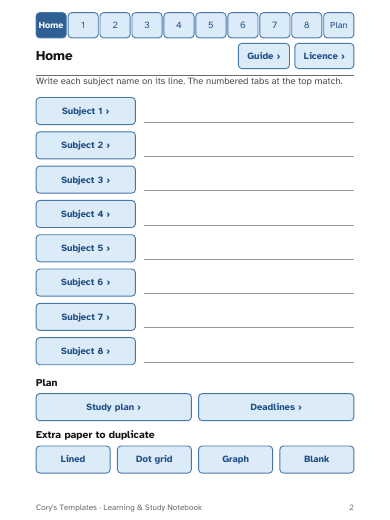 Home 1 2 3 4 5 6 7 8 Plan
Home Guide › Licence ›
Write each subject name on its line. The numbered tabs at the top match.
Subject 1 ›
Subject 2 ›
Subject 3 ›
Subject 4 ›
Subject 5 ›
Subject 6 ›
Subject 7 ›
Subject 8 ›
Plan
Study plan › Deadlines ›
Extra paper to duplicate
Lined Dot grid Graph Blank
Cory's Templates · Learning & Study Notebook 2